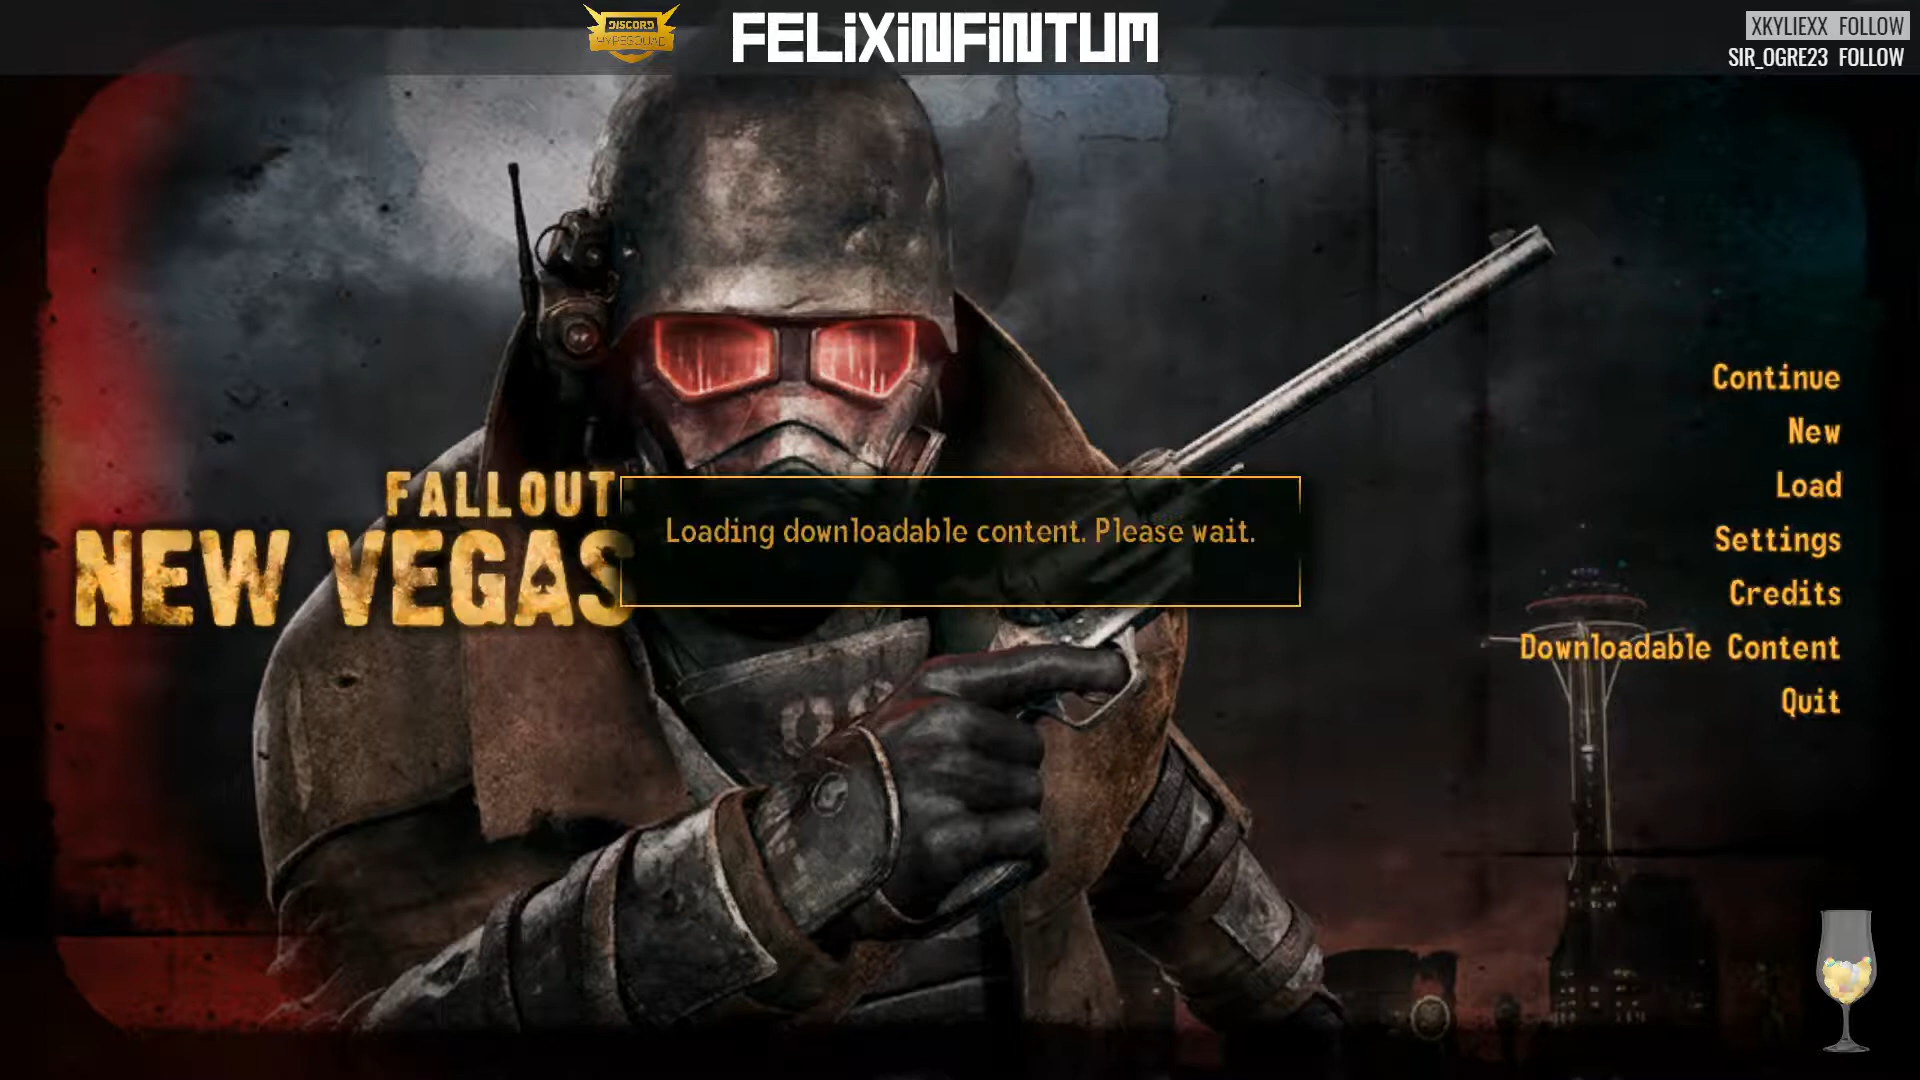 DISCORD
HYPESQUAD
FELiXiNFiNTUM
XKYLIEXX FOLLOW
SIR_OGRE23 FOLLOW
FALLOUT
NEW VEGAS
Loading downloadable content. Please wait.
Continue
New
Load
Settings
Credits
Downloadable Content
Quit